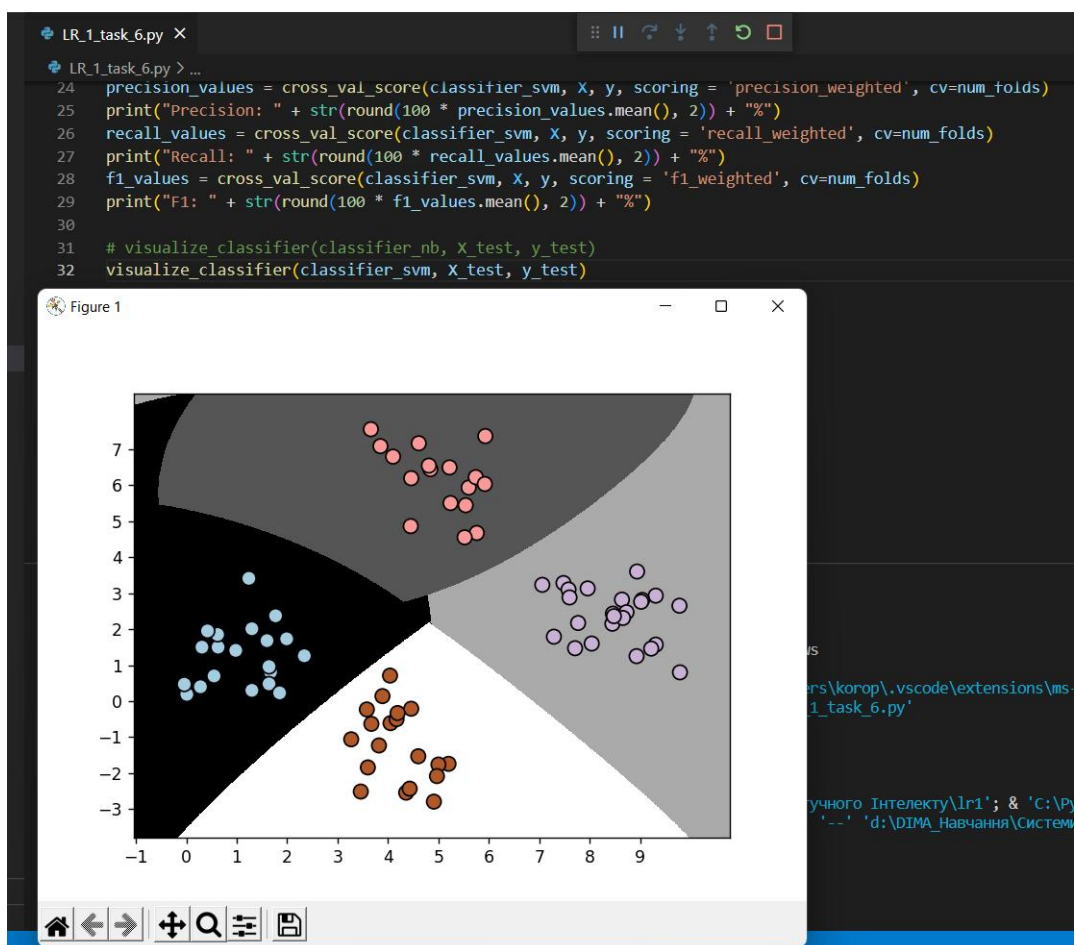 LR_1_task_6.py
LR_1_task_6.py > ...
24 precision_values = cross_val_score(classifier_svm, X, y, scoring = 'precision_weighted', cv=num_folds)
25 print("Precision: " + str(round(100 * precision_values.mean(), 2)) + "%")
26 recall_values = cross_val_score(classifier_svm, X, y, scoring = 'recall_weighted', cv=num_folds)
27 print("Recall: " + str(round(100 * recall_values.mean(), 2)) + "%")
28 f1_values = cross_val_score(classifier_svm, X, y, scoring = 'f1_weighted', cv=num_folds)
29 print("F1: " + str(round(100 * f1_values.mean(), 2)) + "%")
30
31 # visualize_classifier(classifier_nb, X_test, y_test)
32 visualize_classifier(classifier_svm, X_test, y_test)
Figure 1
7
6
5
4
3
2
1
0
−1
−2
−3
−1 0 1 2 3 4 5 6 7 8 9
ws
ers\korop\.vscode\extensions\ms-
_1_task_6.py'
тучного Інтелекту\lr1'; & 'C:\Py
'--' 'd:\DIMA_Навчання\Системи